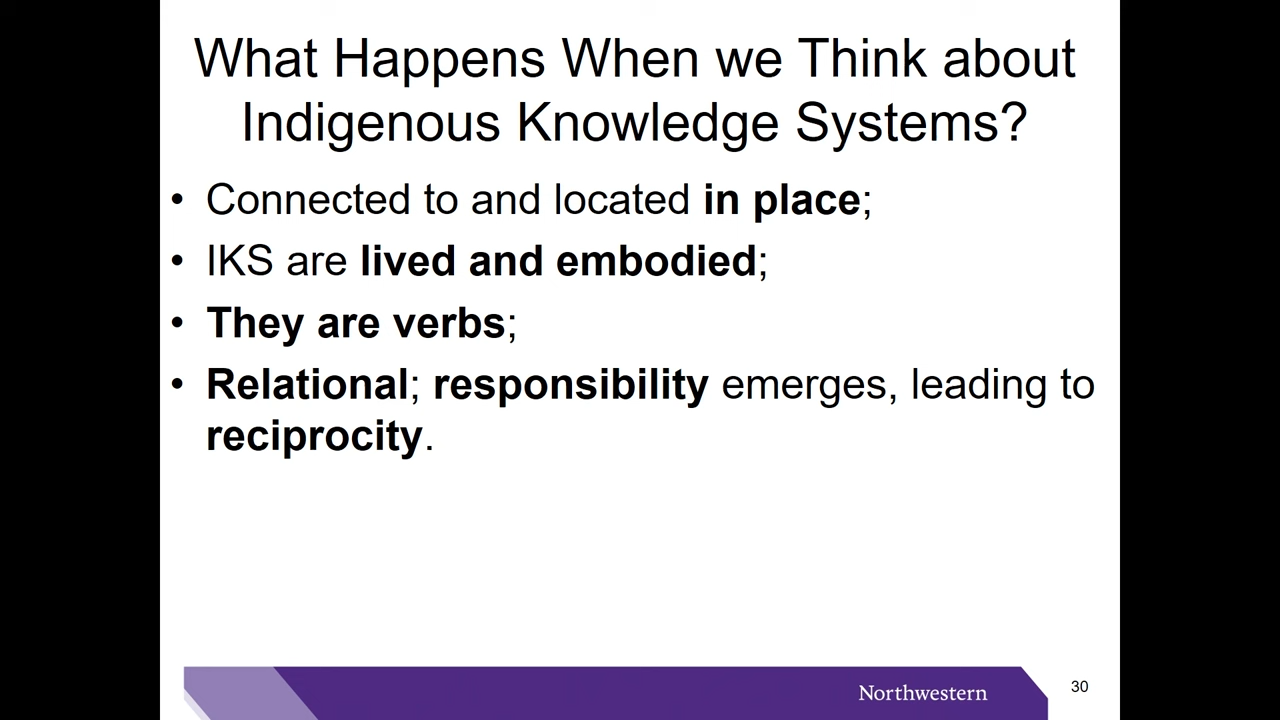 What Happens When we Think about
Indigenous Knowledge Systems?
• Connected to and located in place;
• IKS are lived and embodied;
• They are verbs;
• Relational; responsibility emerges, leading to
reciprocity.
Northwestern
30